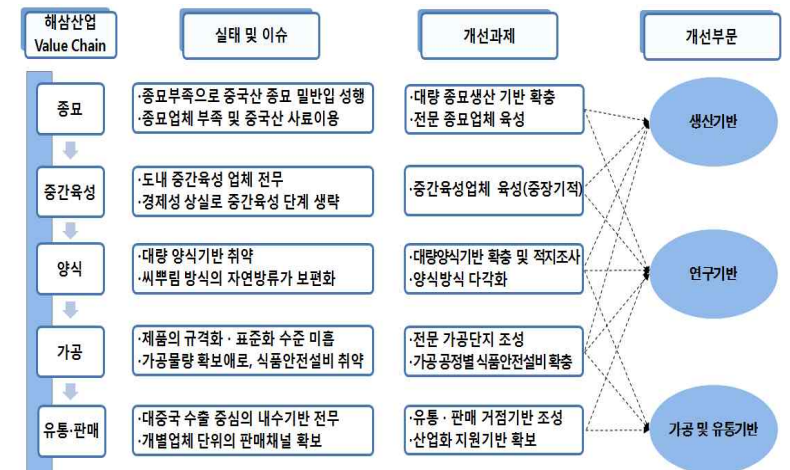 해삼산업
Value Chain
실태 및 이슈
개선과제
개선부문
종묘
·종묘부족으로 중국산 종묘 밀반입 성행
·종묘업체 부족 및 중국산 사료이용
·대량 종묘생산 기반 확충
·전문 종묘업체 육성
생산기반
중간육성
·도내 중간육성 업체 전무
·경제성 상실로 중간육성 단계 생략
·중간육성업체 육성(중장기적)
양식
·대량 양식기반 취약
·씨뿌림 방식의 자연방류가 보편화
·대량양식기반 확충 및 적지조사
·양식방식 다각화
연구기반
가공
·제품의 규격화·표준화 수준 미흡
·가공물량 확보애로, 식품안전설비 취약
·전문 가공단지 조성
·가공 공정별 식품안전설비 확충
유통·판매
·대중국 수출 중심의 내수기반 전무
·개별업체 단위의 판매채널 확보
·유통·판매 거점기반 조성
·산업화 지원기반 확보
가공 및 유통기반